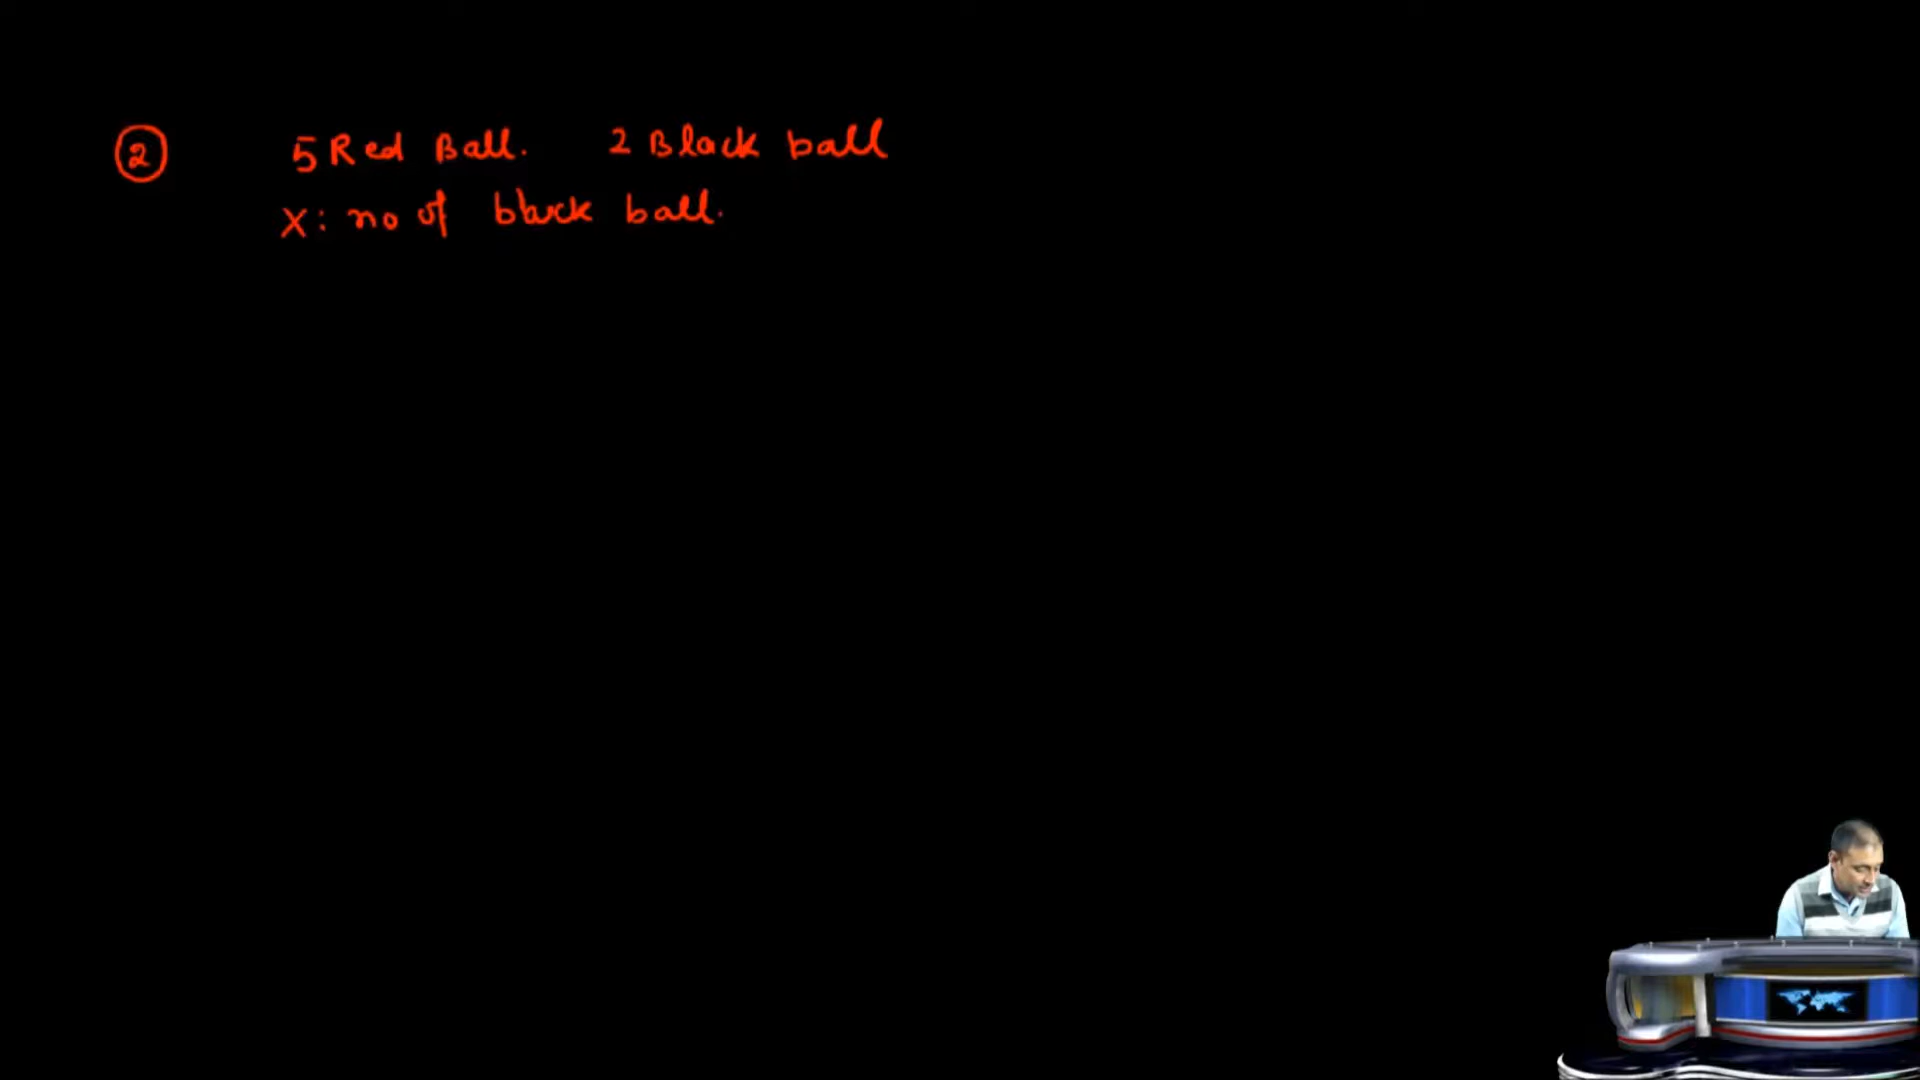 ② 5 Red Ball. 2 Black ball
X: no of black ball.